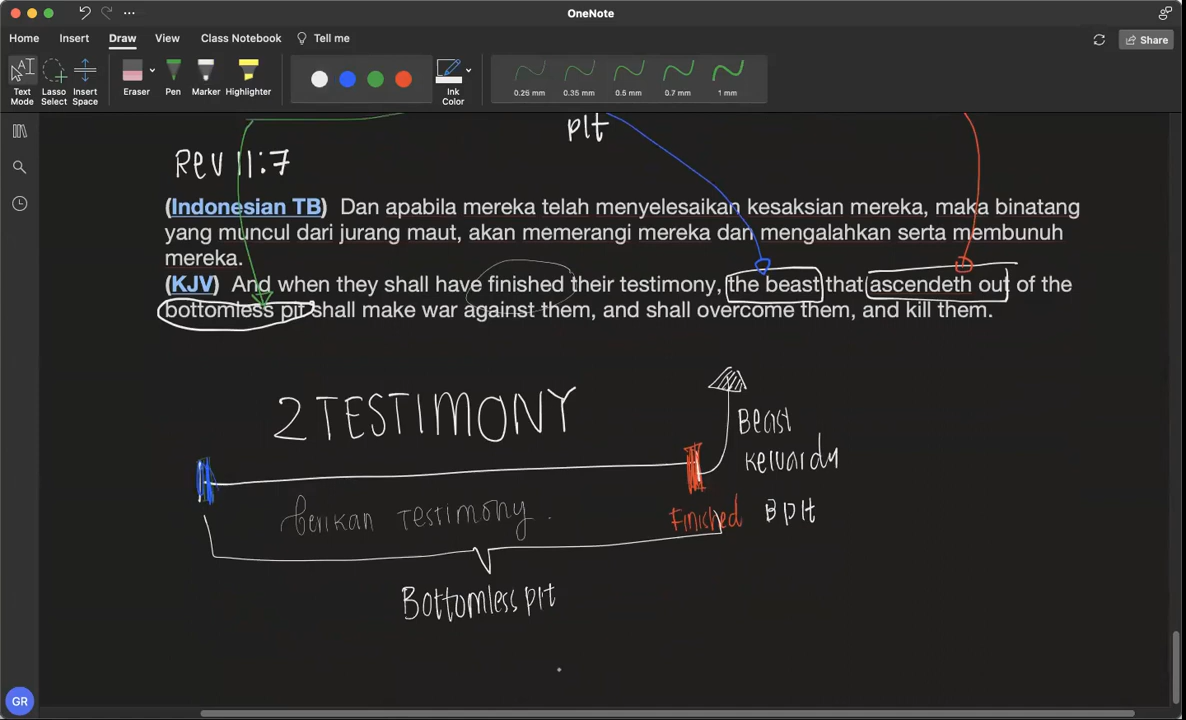 OneNote
Home Insert Draw View Class Notebook Tell me
Share
Text Mode
Lasso Select
Insert Space
Eraser
Pen
Marker
Highlighter
Ink Color
0.25 mm 0.35 mm 0.5 mm 0.7 mm 1 mm
pit
Rev 11:7
(Indonesian TB) Dan apabila mereka telah menyelesaikan kesaksian mereka, maka binatang
yang muncul dari jurang maut, akan memerangi mereka dan mengalahkan serta membunuh
mereka.
(KJV) And when they shall have finished their testimony, the beast that ascendeth out of the
bottomless pit shall make war against them, and shall overcome them, and kill them.
2 TESTIMONY
Beast
keluar du
berikan testimony.
Finished
B pit
Bottomless pit
GR